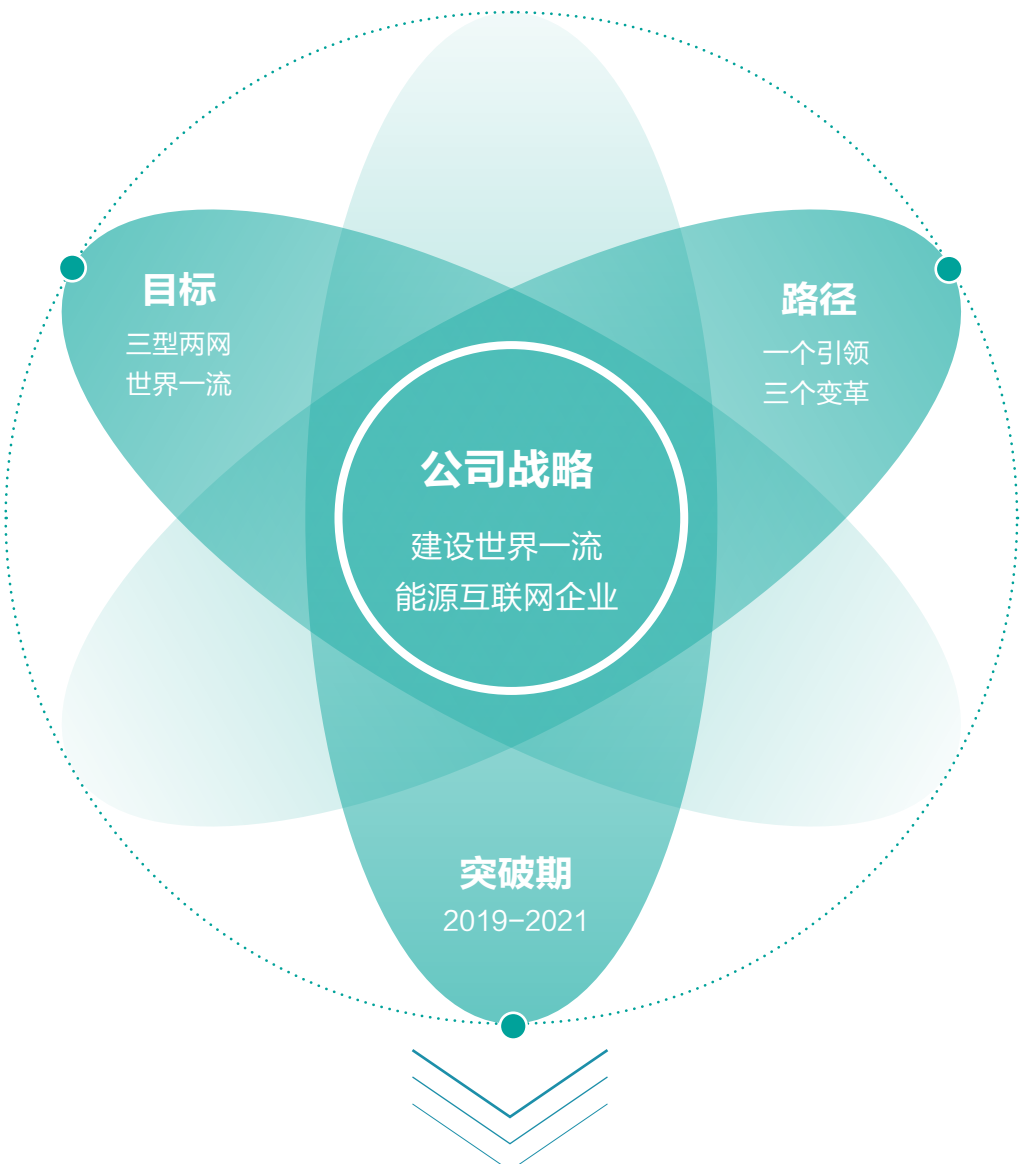 目标
三型两网
世界一流
路径
一个引领
三个变革
公司战略
建设世界一流
能源互联网企业
突破期
2019-2021